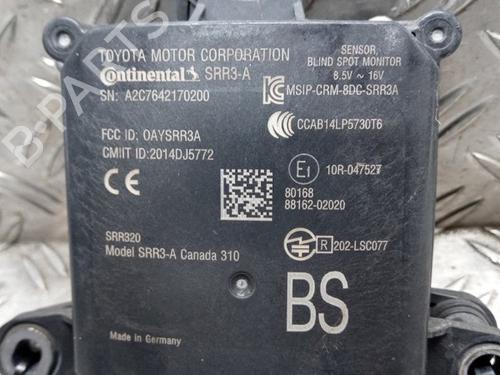 TOYOTA MOTOR CORPORATION
Continental SRR3-A
SN: A2C7642170200
SENSOR,
BLIND SPOT MONITOR
8.5V ~ 16V
MSIP-CRM-8DC-SRR3A
CCAB14LP5730T6
FCC ID: OAYSRR3A
CMIIT ID:2014DJ5772
E1 10R-047527
CE
80168
88162-02020
SRR320
Model SRR3-A Canada 310
R 202-LSC077
BS
Made in Germany
B-PARTS